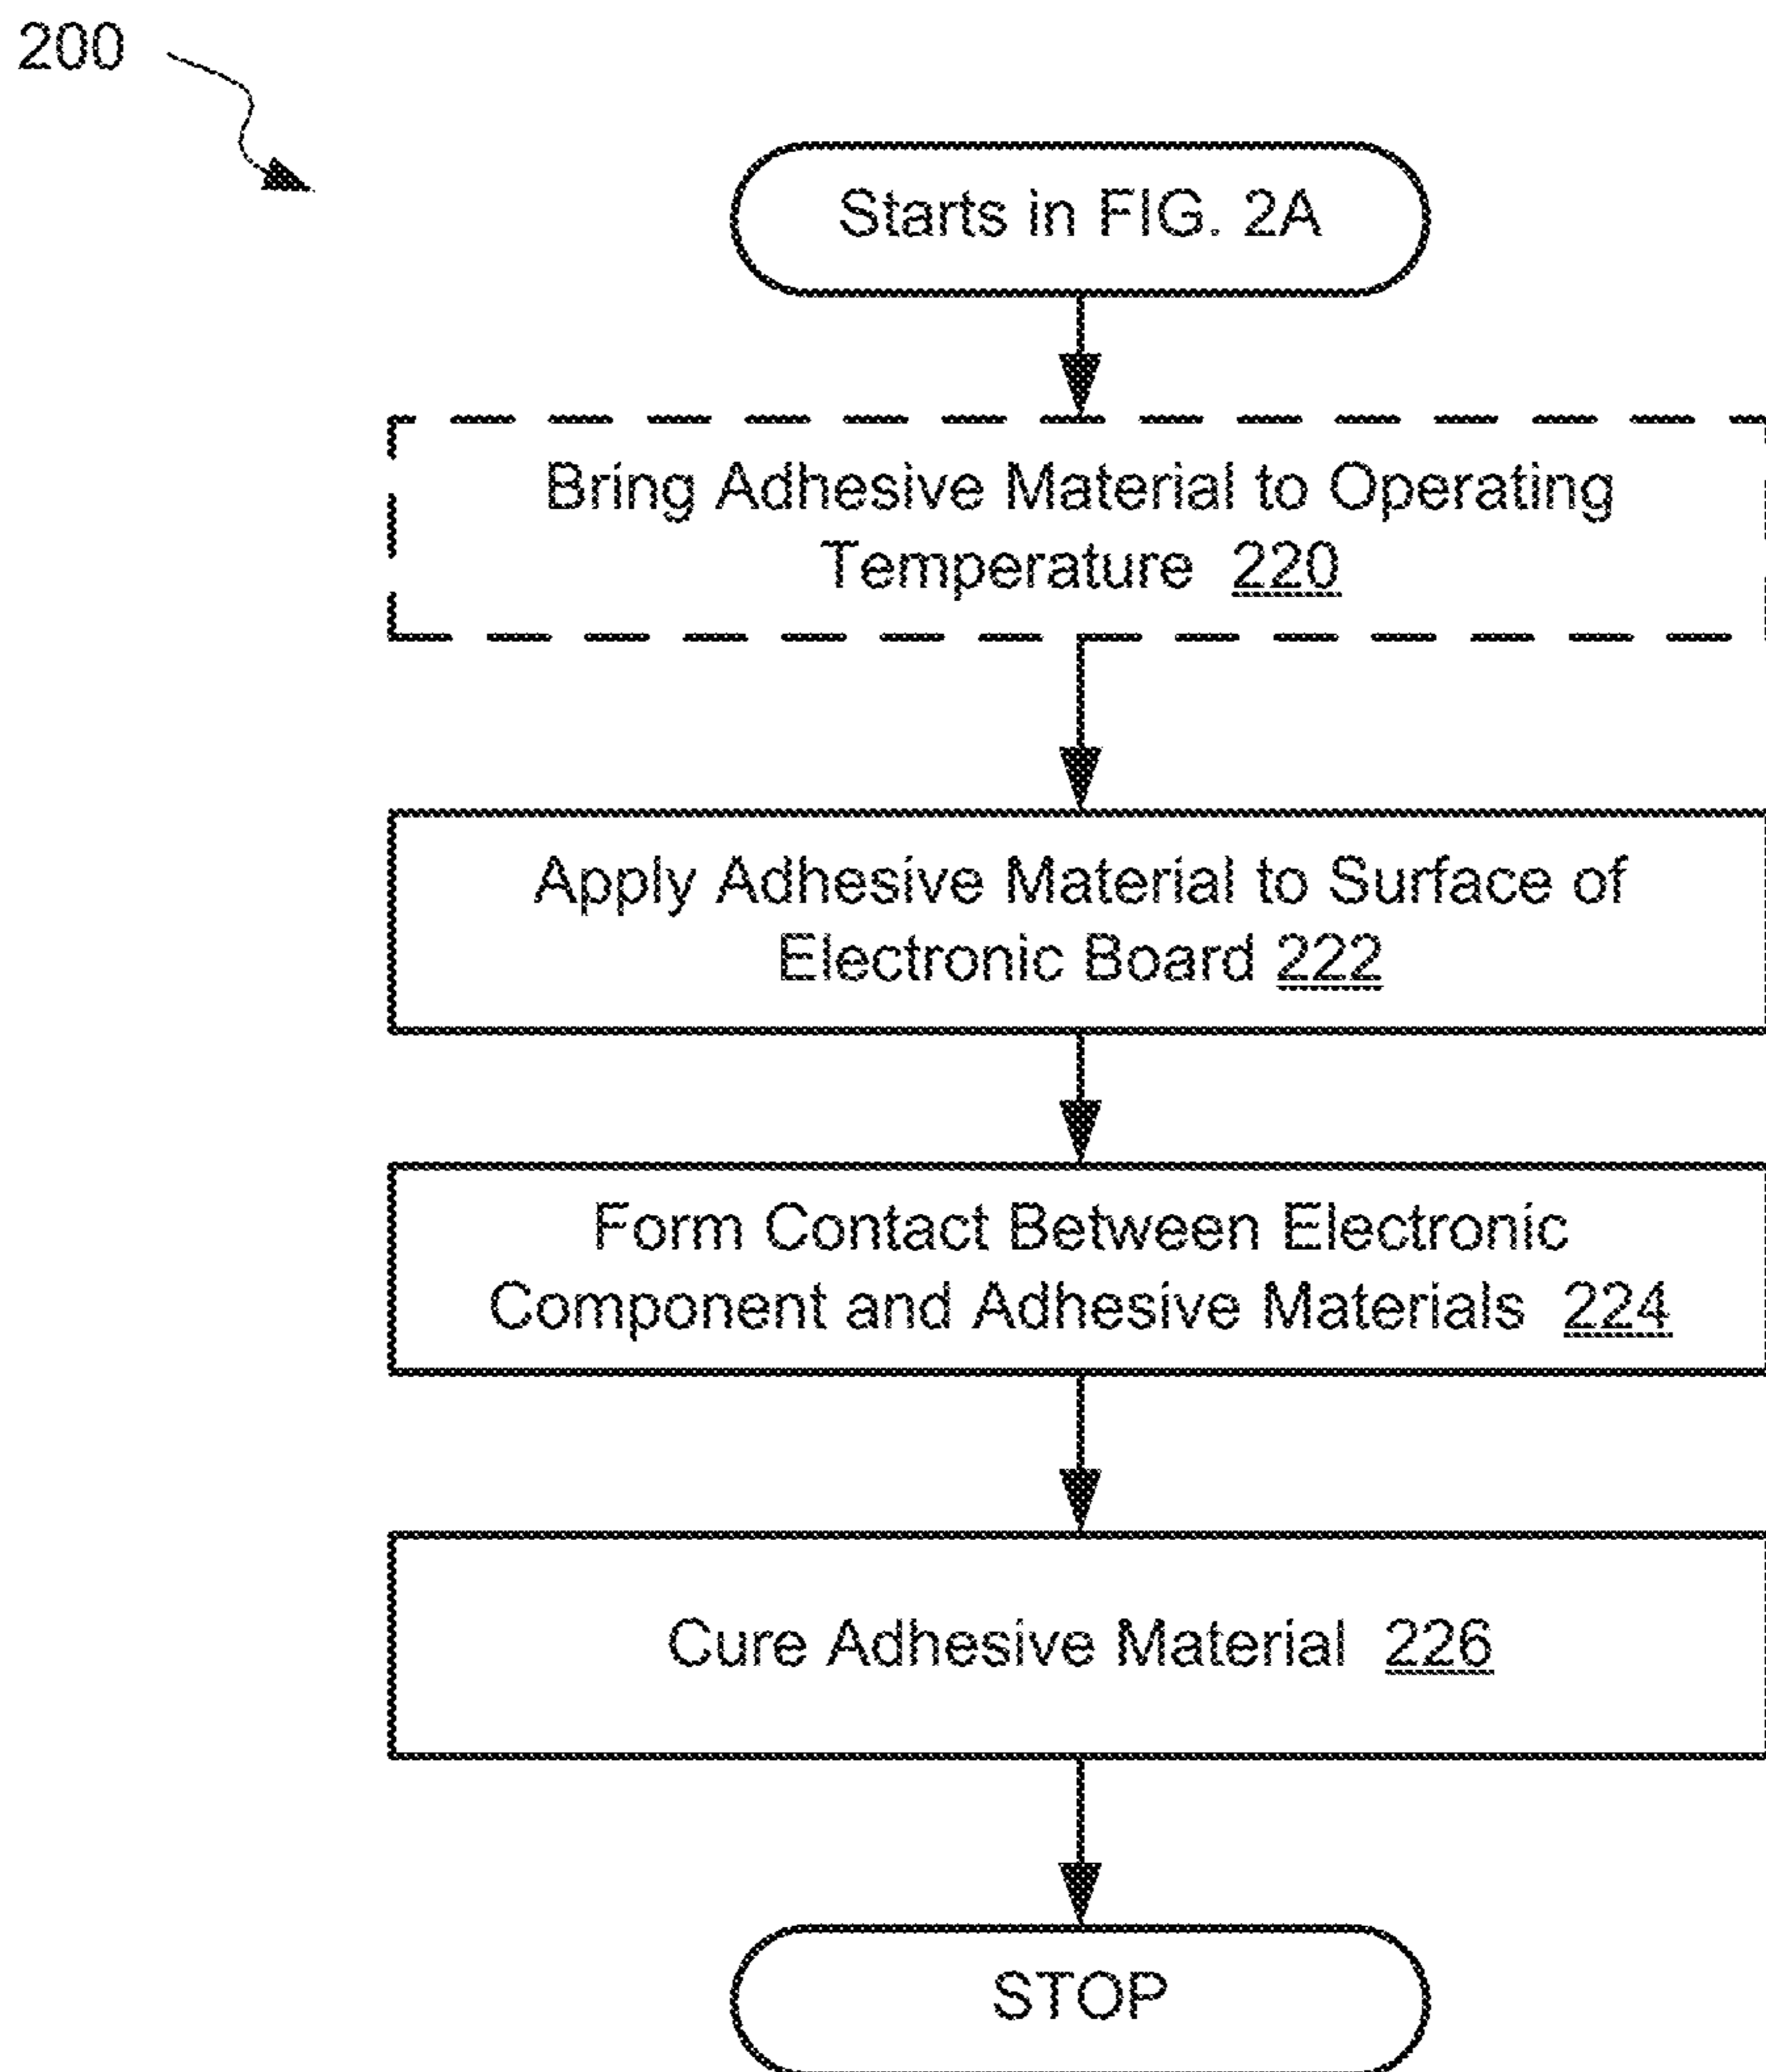 200
Starts in FIG. 2A
Bring Adhesive Material to Operating
Temperature 220
Apply Adhesive Material to Surface of
Electronic Board 222
Form Contact Between Electronic
Component and Adhesive Materials 224
Cure Adhesive Material 226
STOP